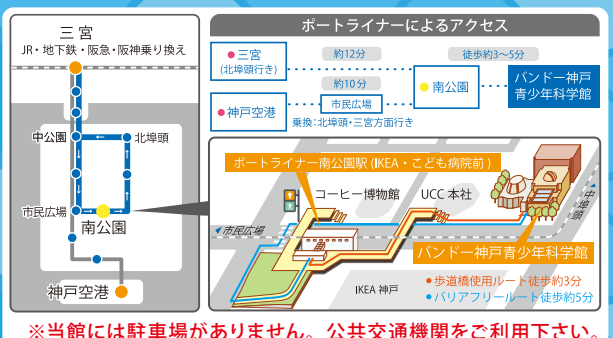 三宮
JR・地下鉄・阪急・阪神乗り換え
中公園
北埠頭
市民広場
南公園
神戸空港
ポートライナーによるアクセス
三宮
(北埠頭行き)
約12分
徒歩約3〜5分
南公園
バンドー神戸
青少年科学館
神戸空港
約10分
市民広場
乗換:北埠頭・三宮方面行き
ポートライナー南公園駅(IKEA・こども病院前)
コーヒー博物館
UCC 本社
市民広場
中埠頭
バンドー神戸青少年科学館
IKEA 神戸
●歩道橋使用ルート徒歩約3分
●バリアフリールート徒歩約5分
※当館には駐車場がありません。公共交通機関をご利用下さい。